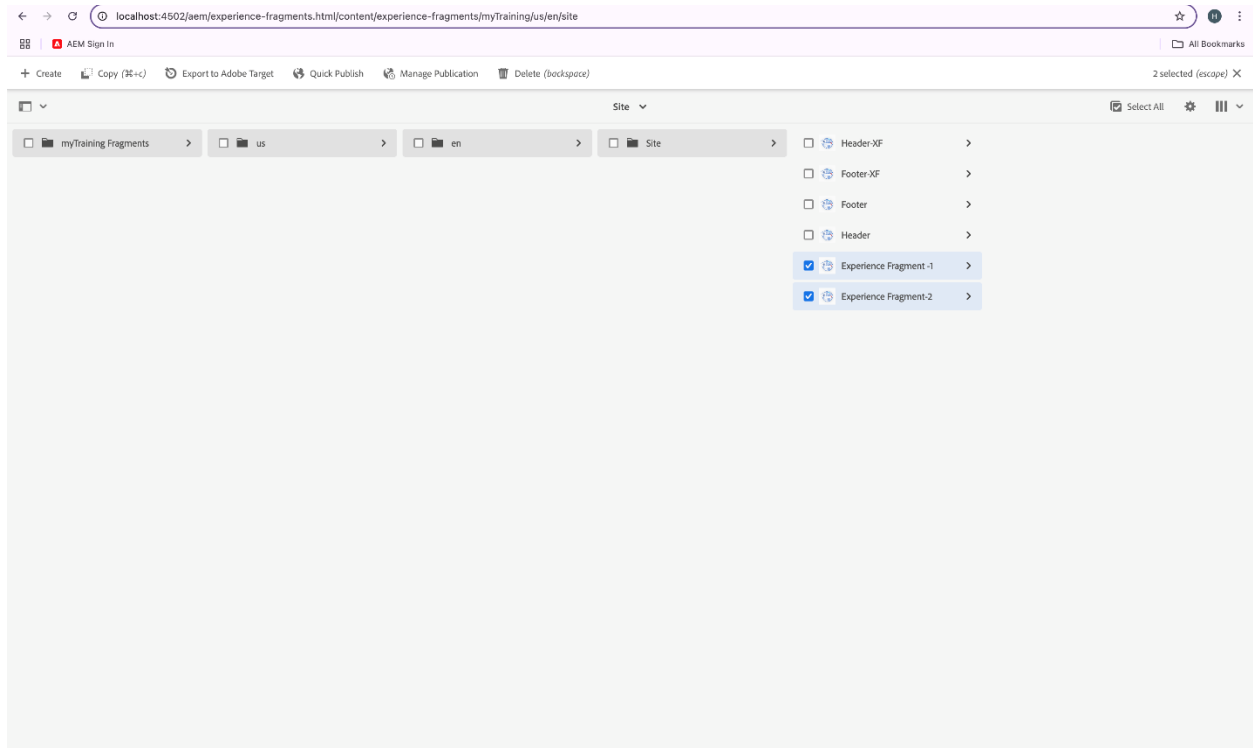 localhost:4502/aem/experience-fragments.html/content/experience-fragments/myTraining/us/en/site
H
AEM Sign In
All Bookmarks
+ Create Copy (⌘+c) Export to Adobe Target Quick Publish Manage Publication Delete (backspace) 2 selected (escape)
Site Select All
myTraining Fragments us en Site Header-XF
Footer-XF
Footer
Header
Experience Fragment -1
Experience Fragment-2